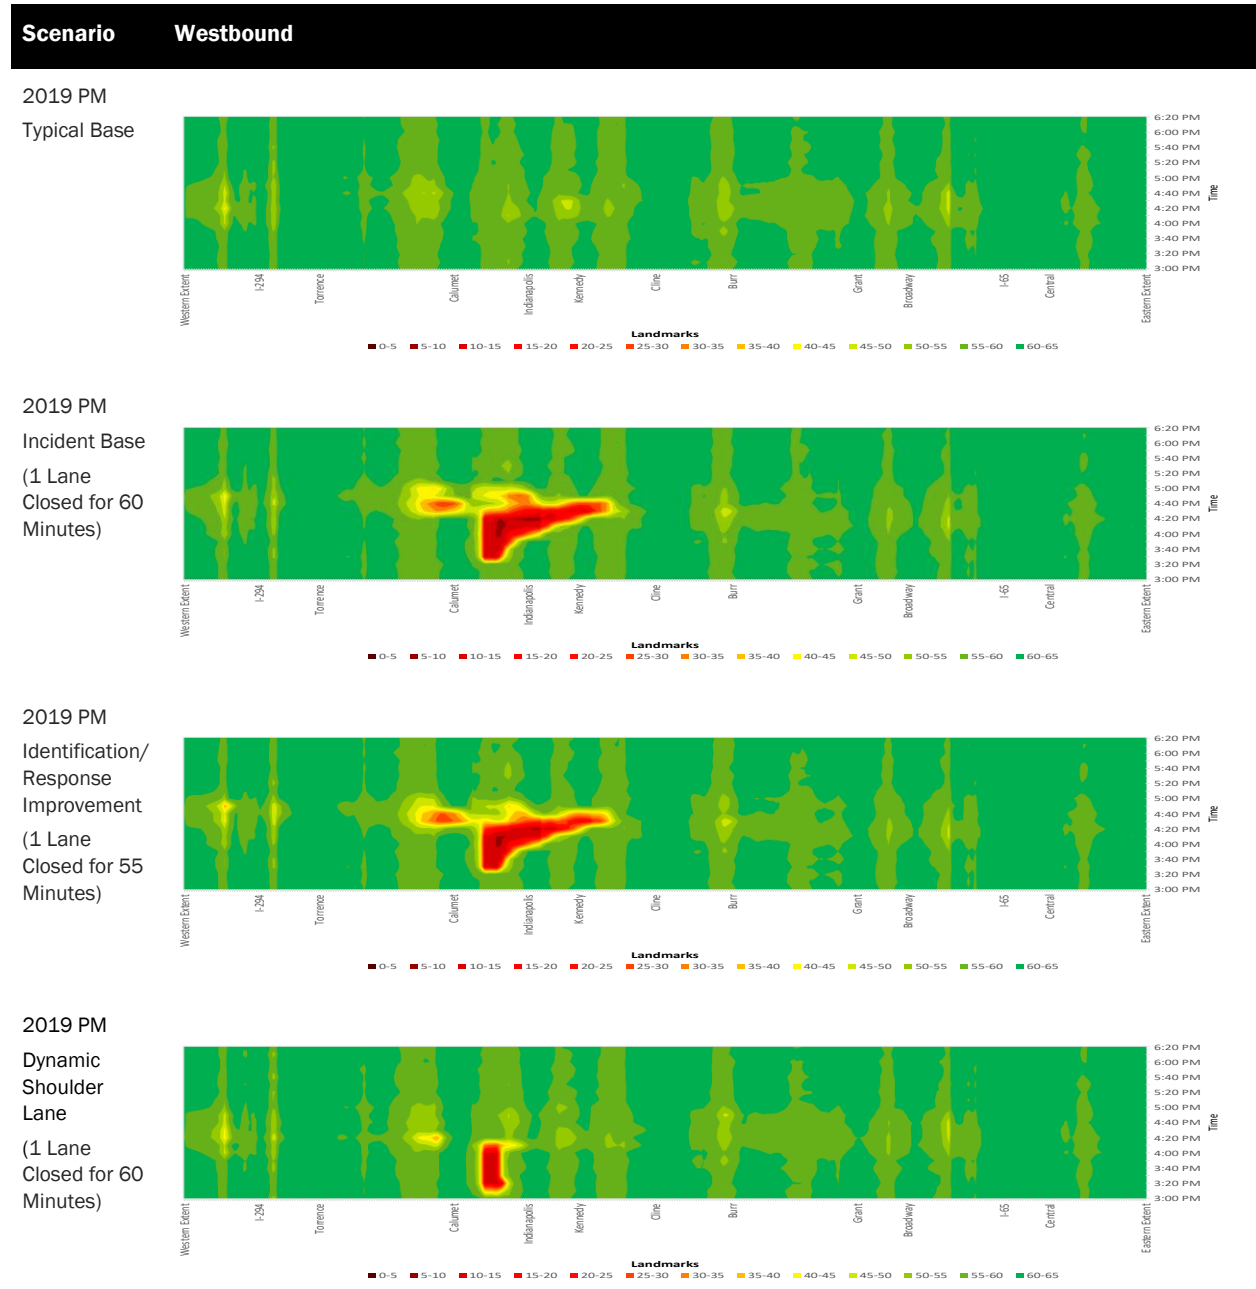 Scenario Westbound
2019 PM
Typical Base
6:20 PM
6:00 PM
5:40 PM
5:20 PM
5:00 PM
4:40 PM
4:20 PM
4:00 PM
3:40 PM
3:20 PM
3:00 PM
Time
Western Extent I-294 Torrence Calumet Indianapolis Kennedy Cline Burr Grant Broadway I-65 Central Eastern Extent
Landmarks
0-5 5-10 10-15 15-20 20-25 25-30 30-35 35-40 40-45 45-50 50-55 55-60 60-65
2019 PM
Incident Base
(1 Lane
Closed for 60
Minutes)
6:20 PM
6:00 PM
5:40 PM
5:20 PM
5:00 PM
4:40 PM
4:20 PM
4:00 PM
3:40 PM
3:20 PM
3:00 PM
Time
Western Extent I-294 Torrence Calumet Indianapolis Kennedy Cline Burr Grant Broadway I-65 Central Eastern Extent
Landmarks
0-5 5-10 10-15 15-20 20-25 25-30 30-35 35-40 40-45 45-50 50-55 55-60 60-65
2019 PM
Identification/
Response
Improvement
(1 Lane
Closed for 55
Minutes)
6:20 PM
6:00 PM
5:40 PM
5:20 PM
5:00 PM
4:40 PM
4:20 PM
4:00 PM
3:40 PM
3:20 PM
3:00 PM
Time
Western Extent I-294 Torrence Calumet Indianapolis Kennedy Cline Burr Grant Broadway I-65 Central Eastern Extent
Landmarks
0-5 5-10 10-15 15-20 20-25 25-30 30-35 35-40 40-45 45-50 50-55 55-60 60-65
2019 PM
Dynamic
Shoulder
Lane
(1 Lane
Closed for 60
Minutes)
6:20 PM
6:00 PM
5:40 PM
5:20 PM
5:00 PM
4:40 PM
4:20 PM
4:00 PM
3:40 PM
3:20 PM
3:00 PM
Time
Western Extent I-294 Torrence Calumet Indianapolis Kennedy Cline Burr Grant Broadway I-65 Central Eastern Extent
Landmarks
0-5 5-10 10-15 15-20 20-25 25-30 30-35 35-40 40-45 45-50 50-55 55-60 60-65